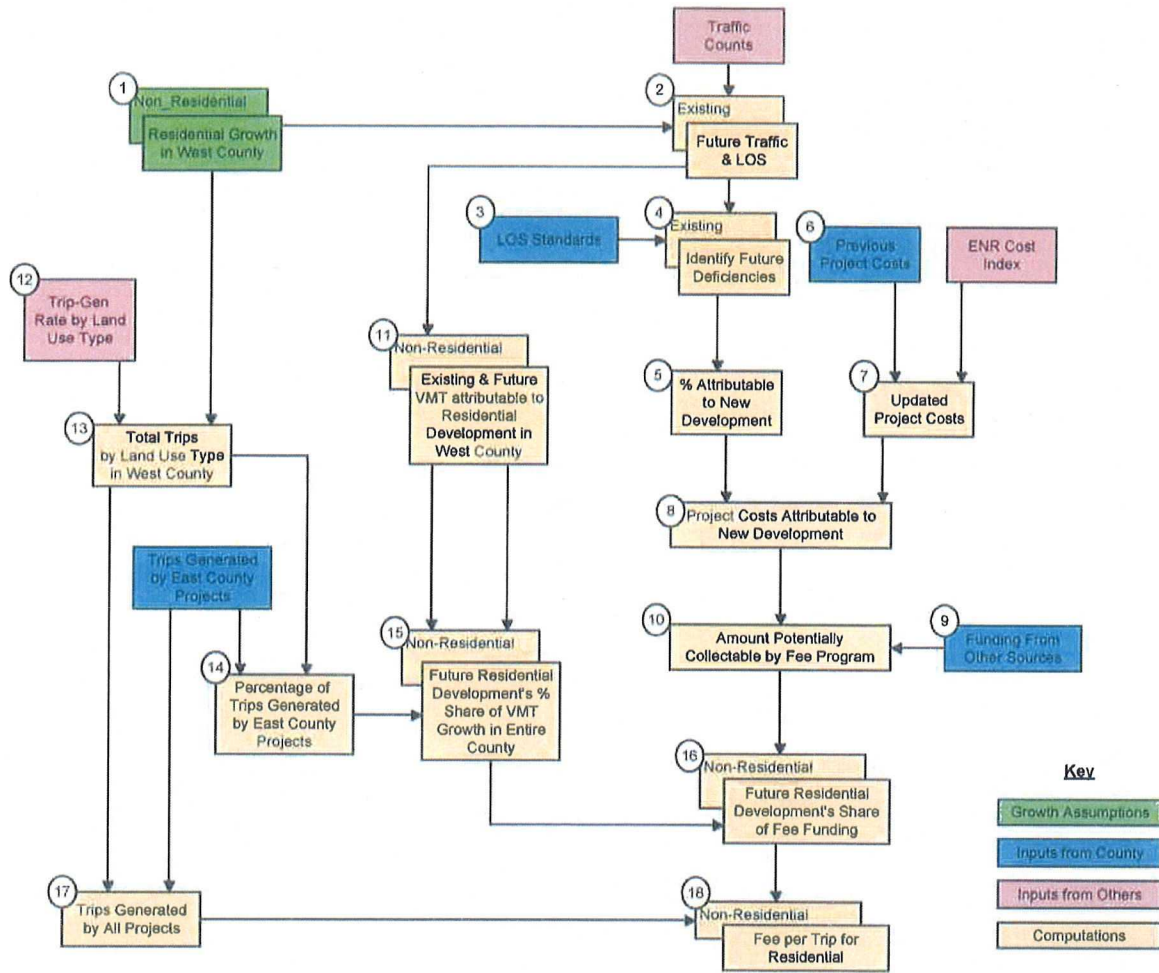 Traffic
Counts
1
Non_Residential
Residential Growth
in West County
2
Existing
Future Traffic
& LOS
3
LOS Standards
4
Existing
Identify Future
Deficiencies
6
Previous
Project Costs
ENR Cost
Index
12
Trip-Gen
Rate by Land
Use Type
11
Non-Residential
Existing & Future
VMT attributable to
Residential
Development in
West County
5
% Attributable
to New
Development
7
Updated
Project Costs
13
Total Trips
by Land Use Type
in West County
8
Project Costs Attributable to
New Development
Trips Generated
by East County
Projects
10
Amount Potentially
Collectable by Fee Program
9
Funding From
Other Sources
14
Percentage of
Trips Generated
by East County
Projects
15
Non-Residential
Future Residential
Development's %
Share of VMT
Growth in Entire
County
16
Non-Residential
Future Residential
Development's Share
of Fee Funding
17
Trips Generated
by All Projects
18
Non-Residential
Fee per Trip for
Residential
Key
Growth Assumptions
Inputs from County
Inputs from Others
Computations